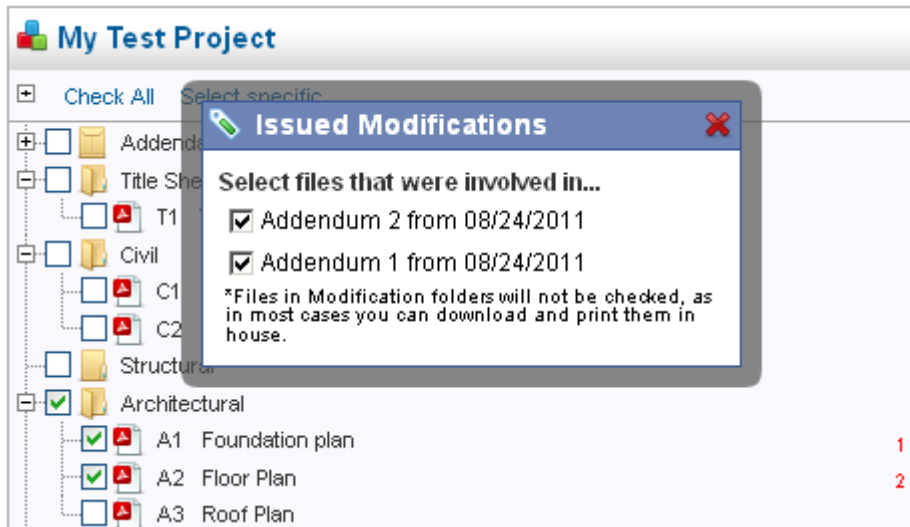 My Test Project
Check All Select specific
Issued Modifications
Addenda
Title She
Select files that were involved in...
T1
Addendum 2 from 08/24/2011
Civil
Addendum 1 from 08/24/2011
C1
*Files in Modification folders will not be checked, as
in most cases you can download and print them in
house.
C2
Structural
Architectural
A1 Foundation plan 1
A2 Floor Plan 2
A3 Roof Plan